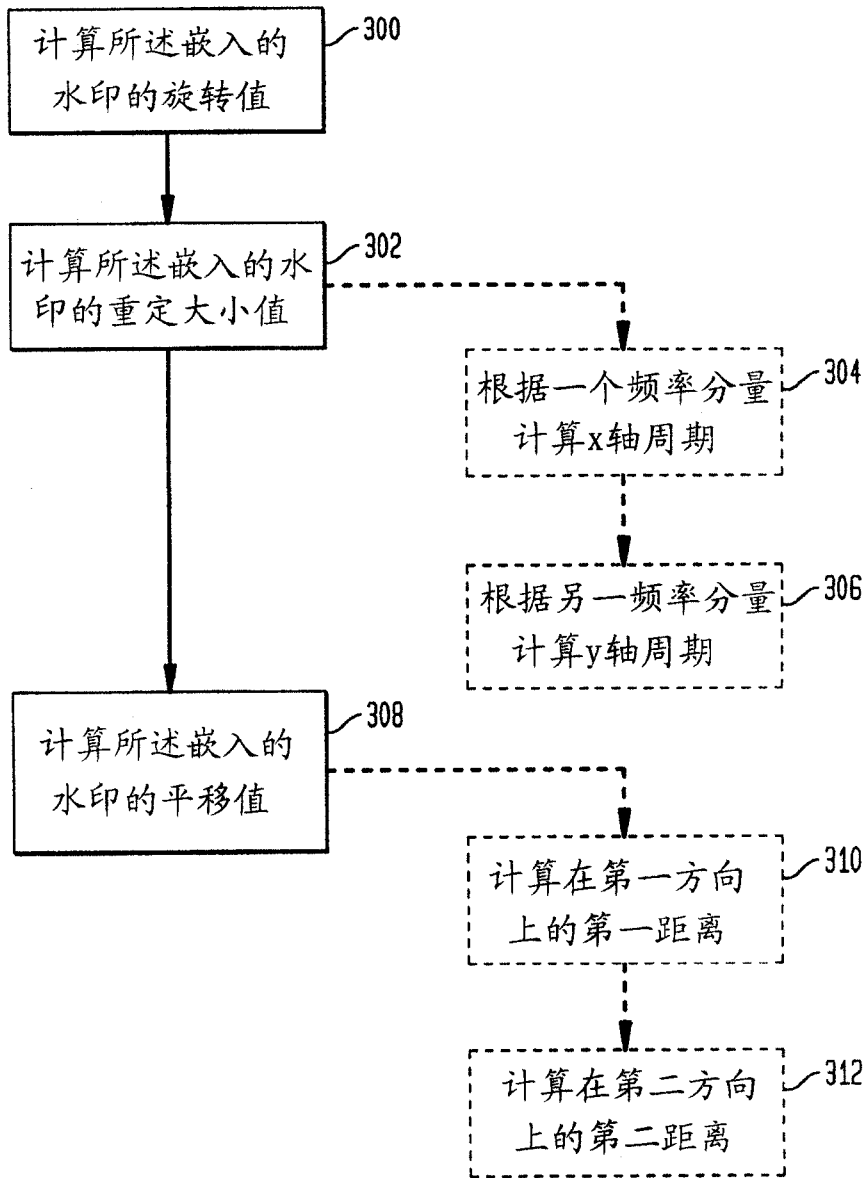 计算所述嵌入的
水印的旋转值
300
计算所述嵌入的水
印的重定大小值
302
根据一个频率分量
计算x轴周期
304
根据另一频率分量
计算y轴周期
306
计算所述嵌入的
水印的平移值
308
计算在第一方向
上的第一距离
310
计算在第二方向
上的第二距离
312